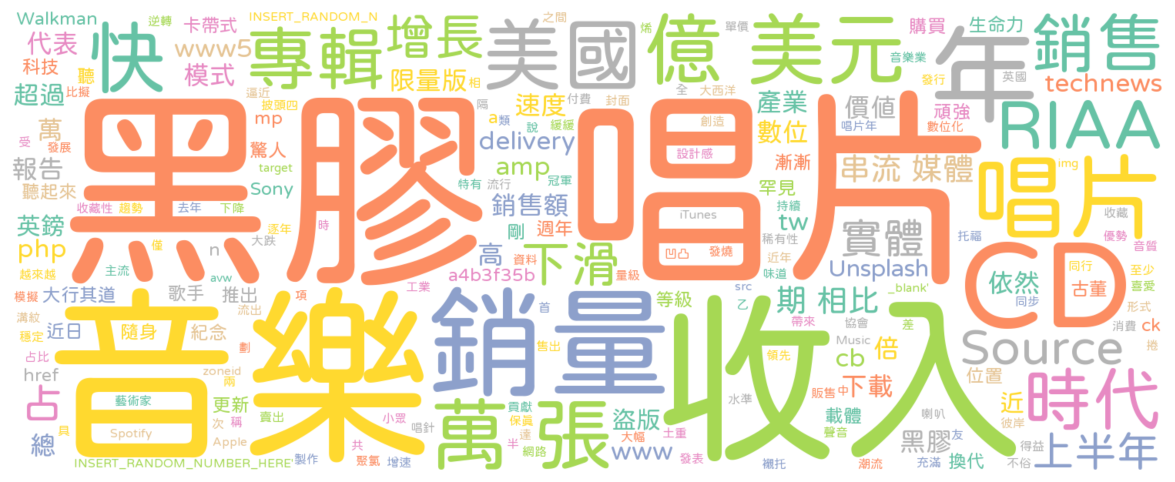 Walkman
逆轉
卡帶式
INSERT_RANDOM_N
之間
烯
單價
購買
生命力
銷售
代表
快
www5
專輯
增長
美國
億
美元
音樂業
年
科技
聽
模式
限量版
相
發行
英國
technews
超過
比擬
逼近
披頭四
隔
付費
封面
全
大西洋
產業
價值
頑強
RIAA
萬
mp
速度
a
類
說
緩緩
創造
數位
唱片年
數位化
受
發展
驚人
delivery
設計感
漸漸
串流
媒體
img
報告
黑膠唱片
target
amp
冠軍
罕見
唱片
聽起來
Sony
特有
流行
持續
收藏性
趨勢
去年
下降
銷售額
iTunes
tw
稀有性
收藏
英鎊
逐年
時
剛
週年
實體
托福
優勢
php
n
大跌
僅
高
下滑
凹凸
發燒
近年
音質
越來越
主流
avw
資料
量級
味道
Unsplash
依然
CD
同行
至少
模擬
大行其道
歌手
推出
項
工業
a4b3f35b
src
_blank'
同步
古董
喜愛
溝紋
流出
首
等級
乙
期
相比
形式
穩定
近日
隨身
紀念
劃
音樂
銷量
收入
帶來
協會
差
消費
ck
捲
占比
售出
Music
cb
倍
Source
href
zoneid
兩
領先
位置
時代
占
藝術家
更新
貢獻
水準
販售
中
下載
近
彼岸
具
次
稱
賣出
小眾
唱針
萬
張
保真
達
盜版
載體
喇叭
總
Spotify
Apple
半
大幅
土重
聲音
黑膠
友
得益
上半年
INSERT_RANDOM_NUMBER_HERE'
製作
共
聚氯
增速
網路
www
發表
襯托
潮流
充滿
換代
不俗